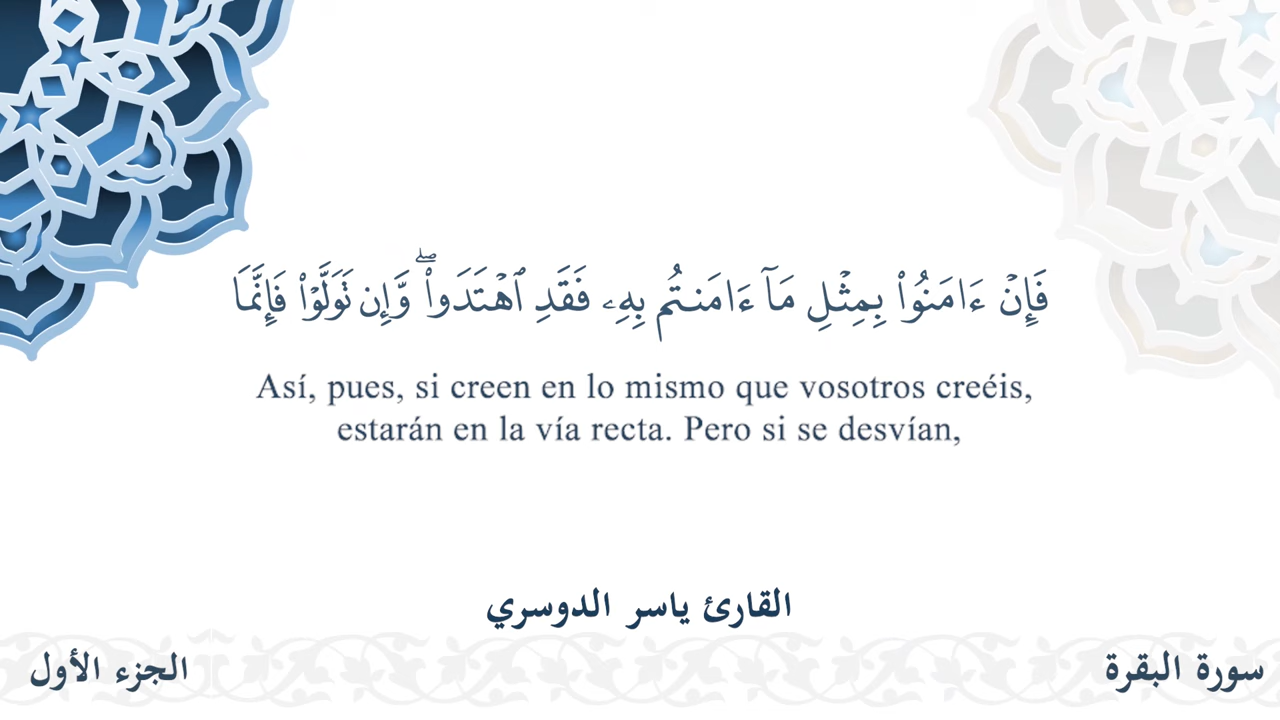 فَإِنۡ ءَامَنُواْ بِمِثۡلِ مَآ ءَامَنتُم بِهِۦ فَقَدِ ٱهۡتَدَواْۖ وَّإِن تَوَلَّوۡاْ فَإِنَّمَا
Así, pues, si creen en lo mismo que vosotros creéis,
estarán en la vía recta. Pero si se desvían,
القارئ ياسر الدوسري
سورة البقرة
الجزء الأول